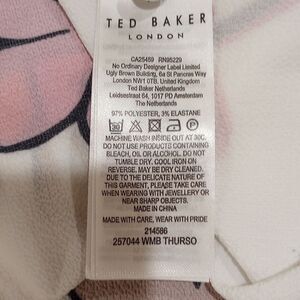 TED BAKER
LONDON
CA25459 RN95229
No Ordinary Designer Label Limited
Ugly Brown Building, 6a St Pancras Way
London NW1 0TB. United Kingdom
Ted Baker Netherlands
Leidsestraat 64, 1017 PD Amsterdam
The Netherlands
97% POLYESTER, 3% ELASTANE
MACHINE WASH INSIDE OUT AT 30C.
DO NOT USE PRODUCTS CONTAINING
BLEACH, OIL OR ALCOHOL. DO NOT
TUMBLE DRY. COOL IRON ON
REVERSE. MAY BE DRY CLEANED.
DUE TO THE DELICATE NATURE OF
THIS GARMENT, PLEASE TAKE CARE
WHEN WEARING WITH JEWELLERY OR
NEAR SHARP OBJECTS.
MADE IN CHINA
MADE WITH CARE, WEAR WITH PRIDE
214586
257044 WMB THURSO